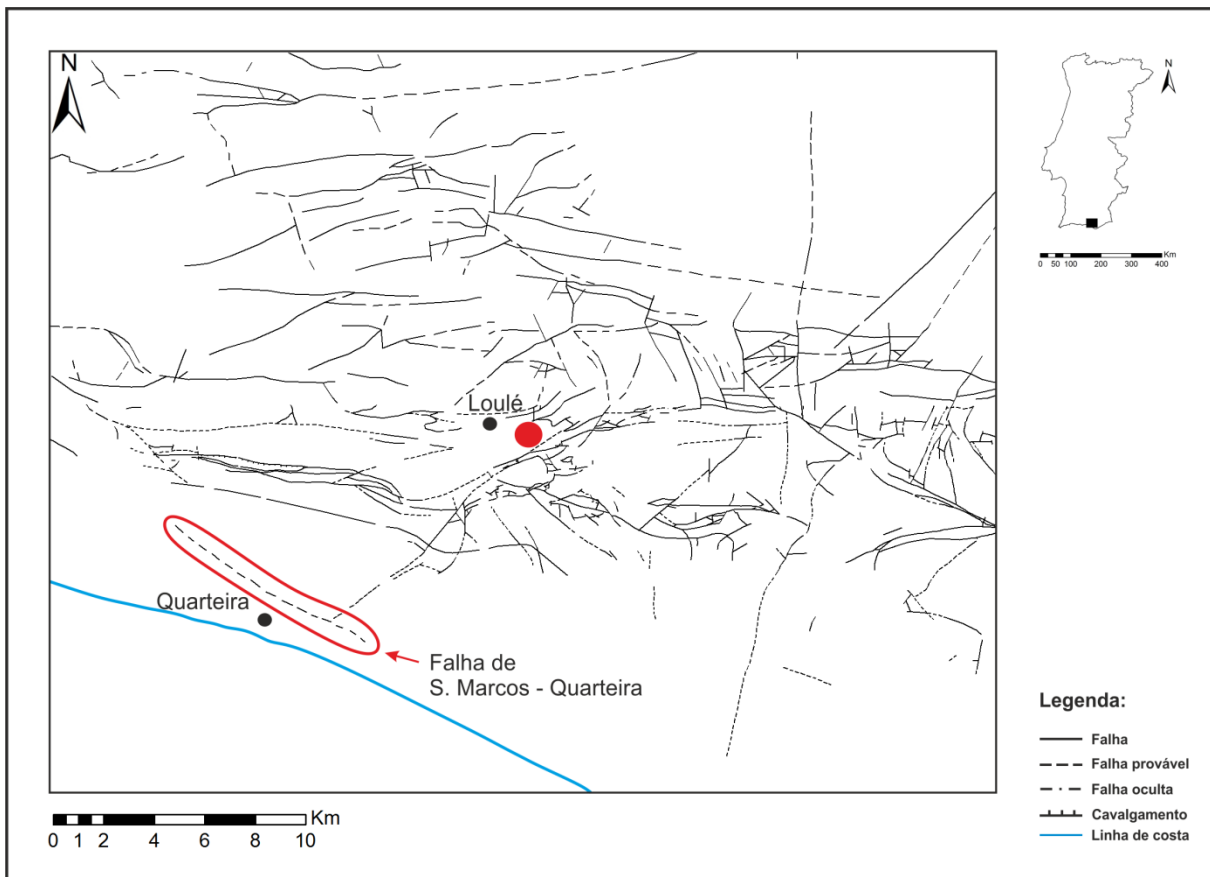 N
N
Km
0 50 100 200 300 400
Loulé
Quarteira
Falha de
S. Marcos - Quarteira
Legenda:
Falha
Falha provável
Falha oculta
Cavalgamento
Linha de costa
Km
0 1 2 4 6 8 10